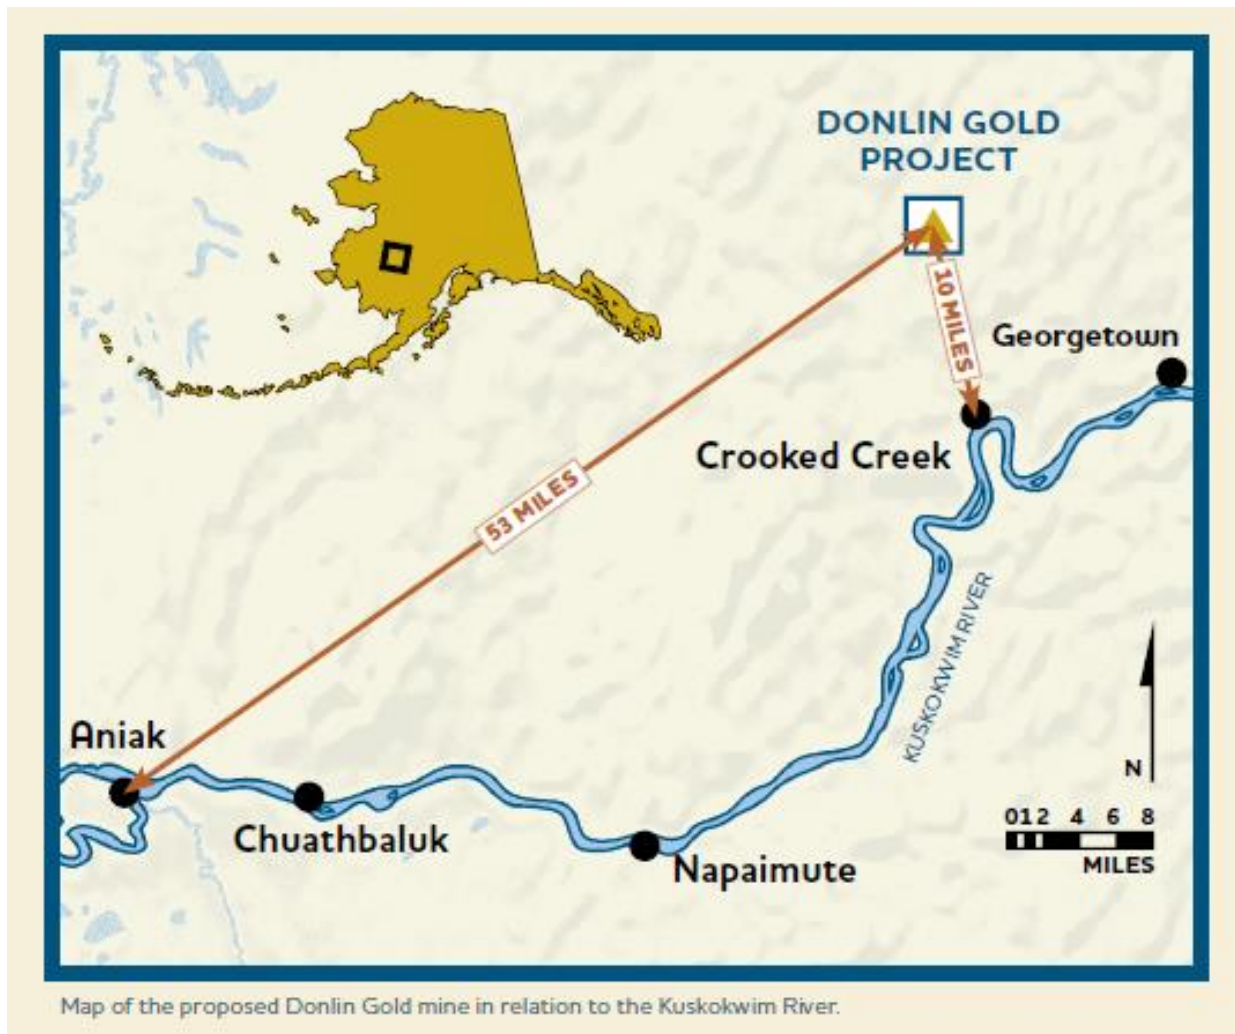 DONLIN GOLD
PROJECT
10 MILES
Georgetown
Crooked Creek
53 MILES
KUSKOKWIM RIVER
Aniak
Chuathbaluk
Napaimute
N
0 1 2 4 6 8
MILES
Map of the proposed Donlin Gold mine in relation to the Kuskokwim River.